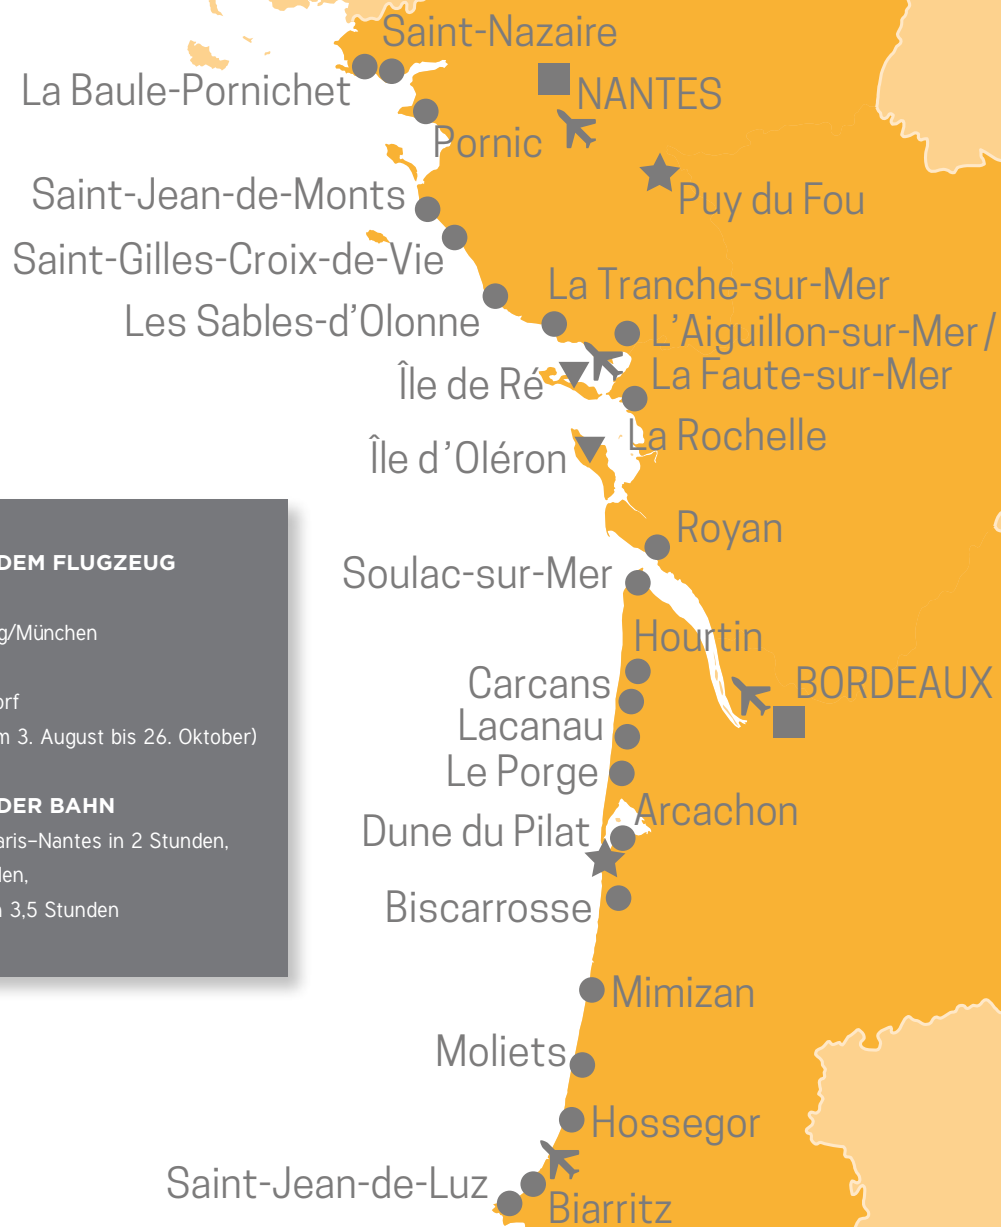 Saint-Nazaire
La Baule-Pornichet
NANTES
Pornic
Saint-Jean-de-Monts
Puy du Fou
Saint-Gilles-Croix-de-Vie
La Tranche-sur-Mer
Les Sables-d'Olonne
L'Aiguillon-sur-Mer/
La Faute-sur-Mer
Île de Ré
La Rochelle
Île d'Oléron
Royan
Soulac-sur-Mer
Hourtin
Carcans
BORDEAUX
Lacanau
Le Porge
Arcachon
Dune du Pilat
Biscarrosse
Mimizan
Moliets
Hossegor
Saint-Jean-de-Luz
Biarritz
DEM FLUGZEUG
g/München
orf
m 3. August bis 26. Oktober)
DER BAHN
aris–Nantes in 2 Stunden,
den,
n 3,5 Stunden